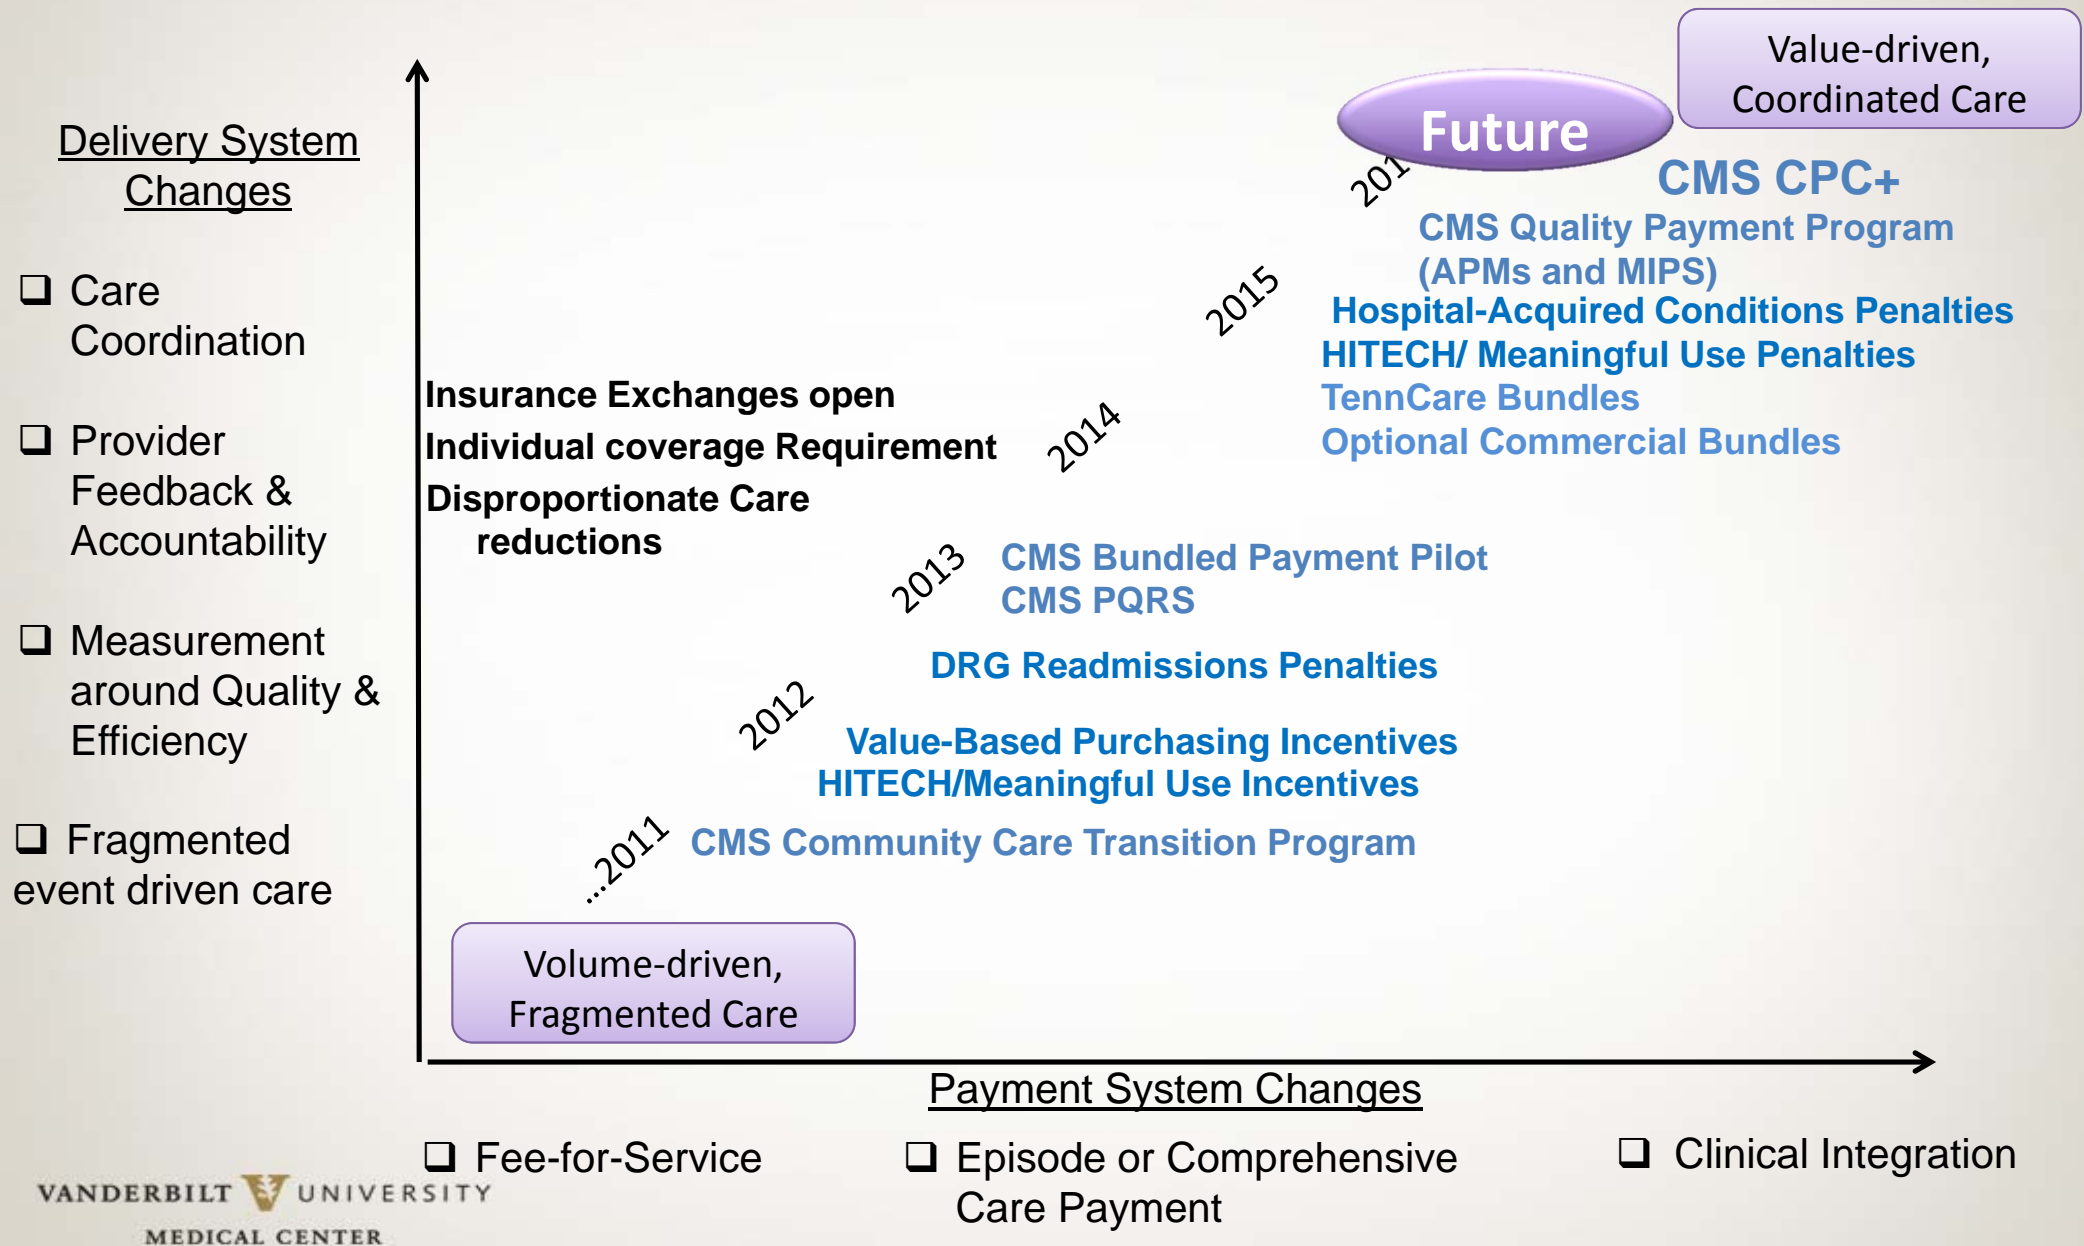 Value-driven,
Coordinated Care
Future
Delivery System
Changes
CMS CPC+
CMS Quality Payment Program
(APMs and MIPS)
2015
Care
Coordination
Hospital-Acquired Conditions Penalties
HITECH/ Meaningful Use Penalties
TennCare Bundles
Optional Commercial Bundles
Insurance Exchanges open
Individual coverage Requirement
Disproportionate Care
reductions
2014
Provider
Feedback &
Accountability
2013
CMS Bundled Payment Pilot
CMS PQRS
Measurement
around Quality &
Efficiency
DRG Readmissions Penalties
2012
Value-Based Purchasing Incentives
HITECH/Meaningful Use Incentives
Fragmented
event driven care
...2011
CMS Community Care Transition Program
Volume-driven,
Fragmented Care
Payment System Changes
Fee-for-Service
Episode or Comprehensive
Care Payment
Clinical Integration
VANDERBILT UNIVERSITY
MEDICAL CENTER